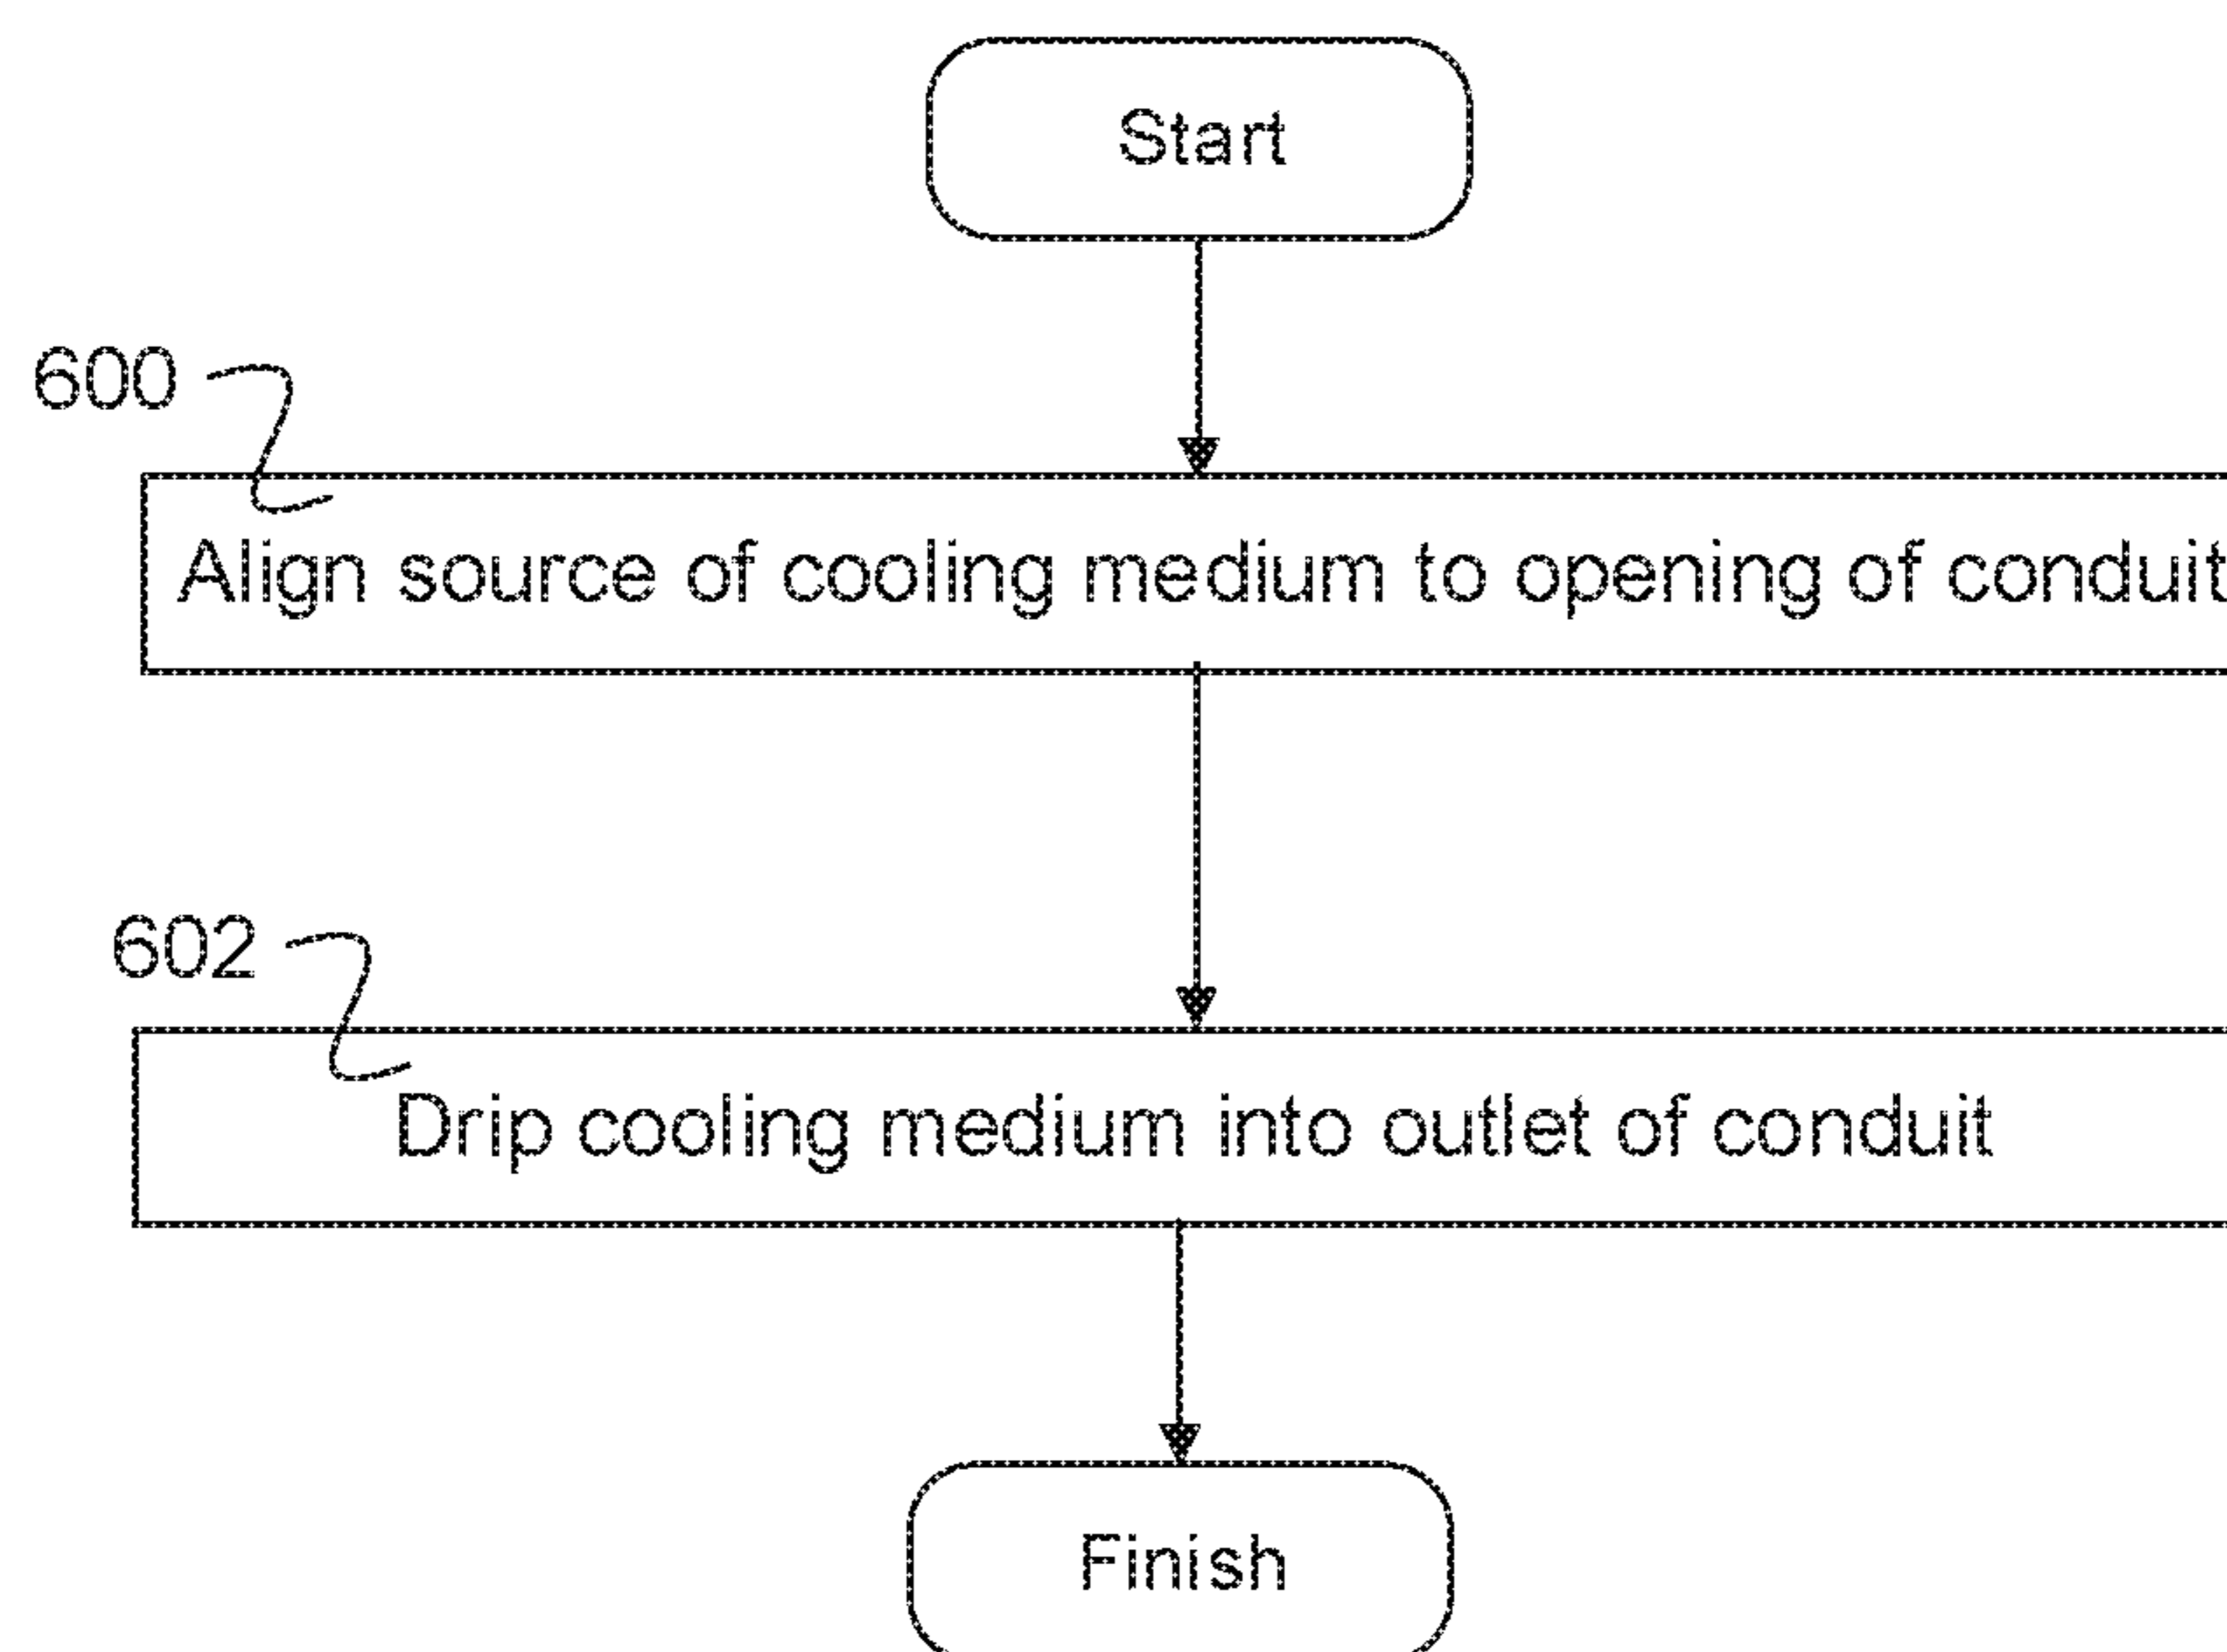 Start
600
Align source of cooling medium to opening of conduit
602
Drip cooling medium into outlet of conduit
Finish